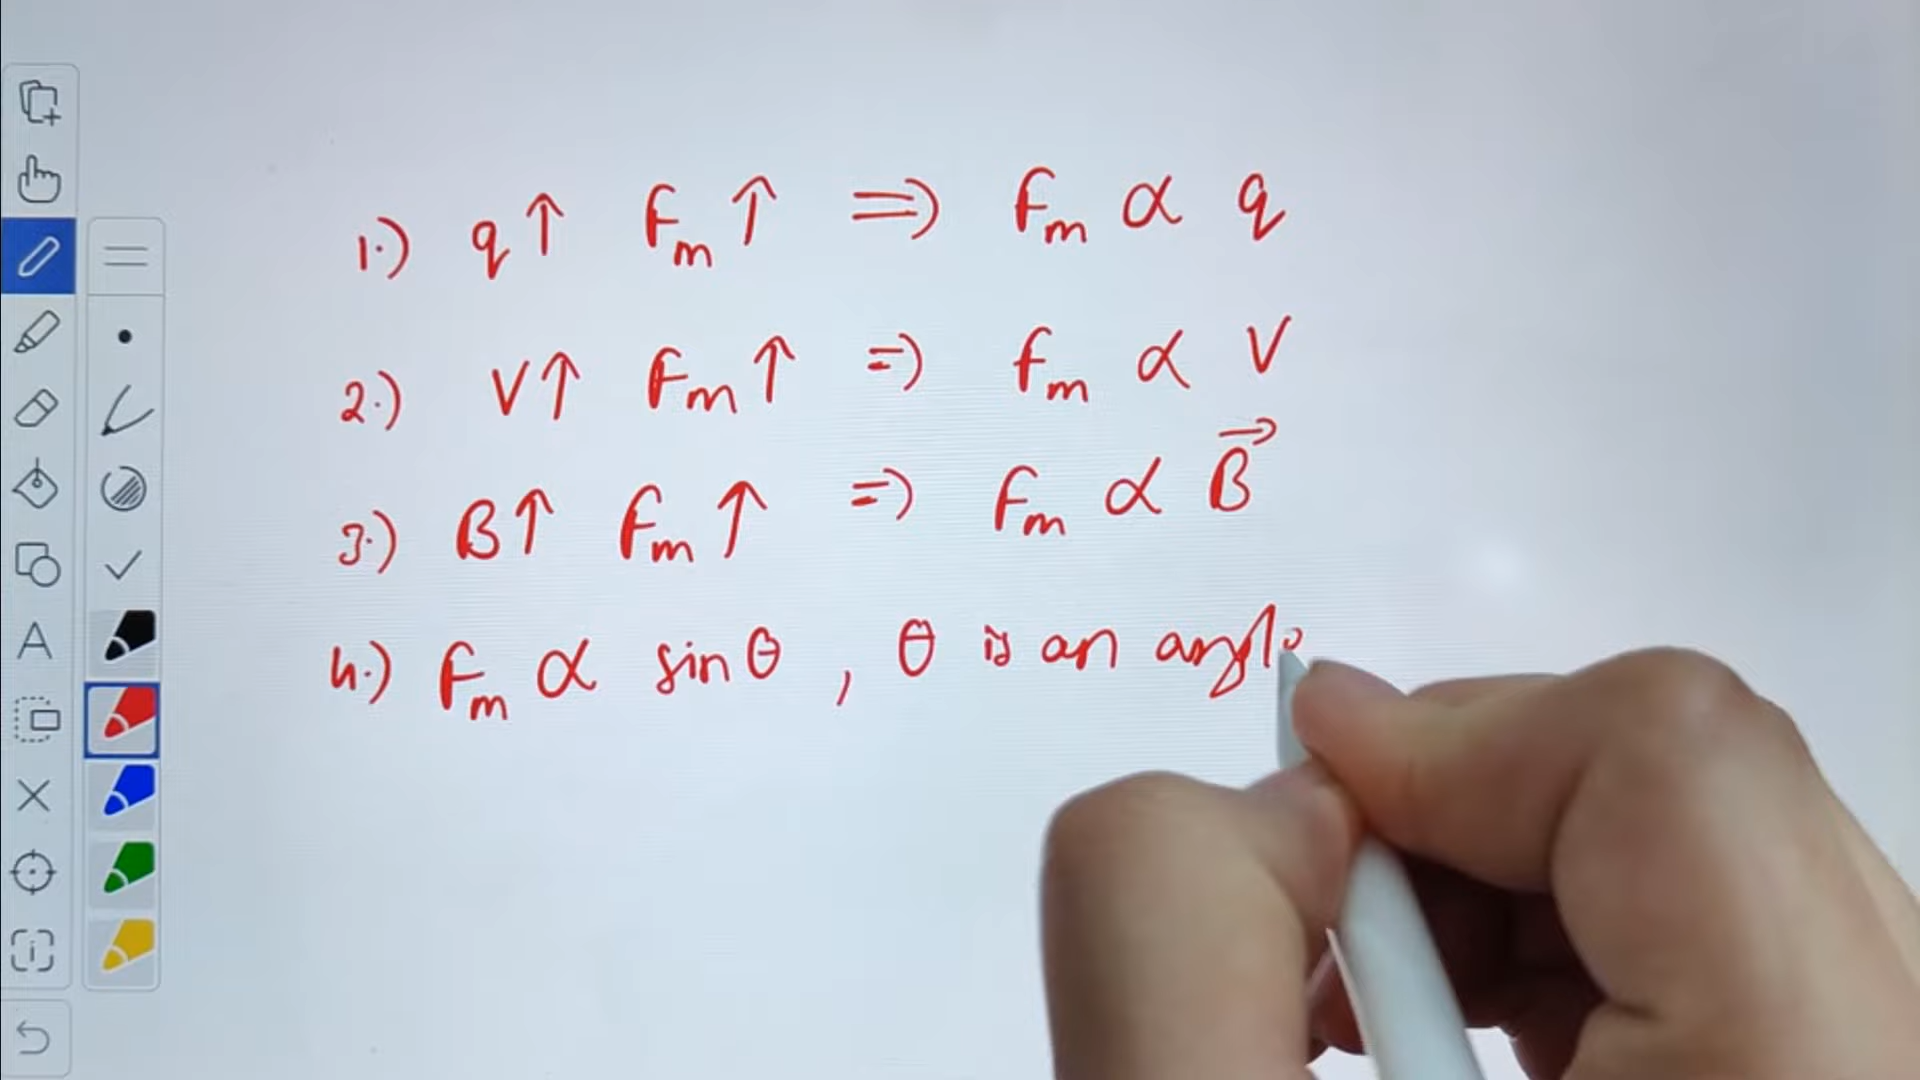 1.) q↑ Fm↑ => Fm ∝ q
2.) V↑ Fm↑ => Fm ∝ V
3.) B↑ Fm↑ => Fm ∝ B⃗
4.) Fm ∝ sinθ , θ is an angle